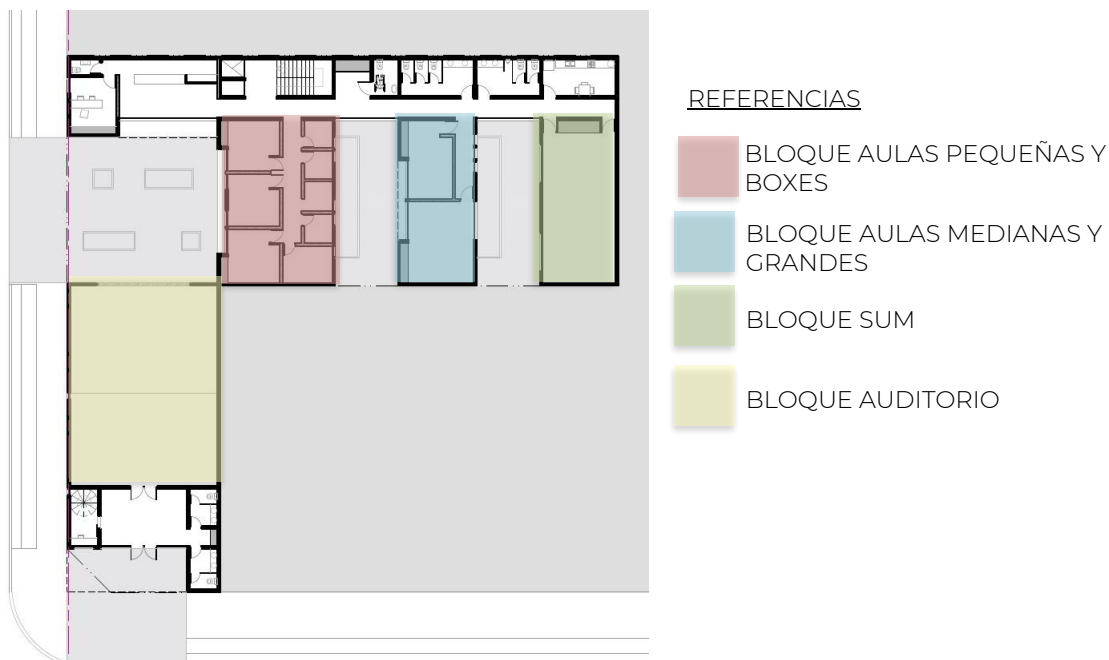 REFERENCIAS
BLOQUE AULAS PEQUEÑAS Y
BOXES
BLOQUE AULAS MEDIANAS Y
GRANDES
BLOQUE SUM
BLOQUE AUDITORIO